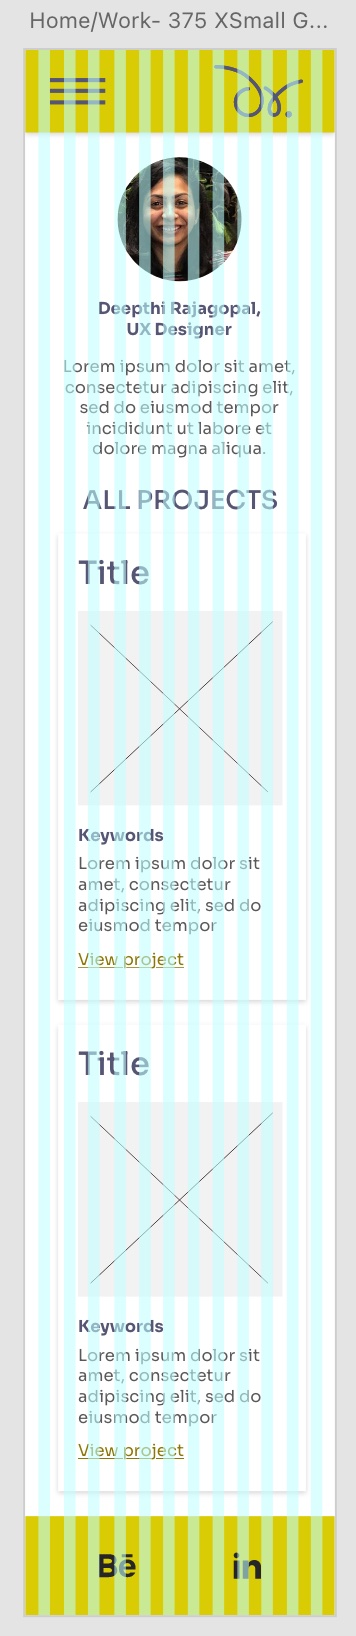 Home/Work- 375 XSmall G...
Deepthi Rajagopal,
UX Designer
Lorem ipsum dolor sit amet,
consectetur adipiscing elit,
sed do eiusmod tempor
incididunt ut labore et
dolore magna aliqua.
ALL PROJECTS
Title
Keywords
Lorem ipsum dolor sit
amet, consectetur
adipiscing elit, sed do
eiusmod tempor
View project
Title
Keywords
Lorem ipsum dolor sit
amet, consectetur
adipiscing elit, sed do
eiusmod tempor
View project
Bē in